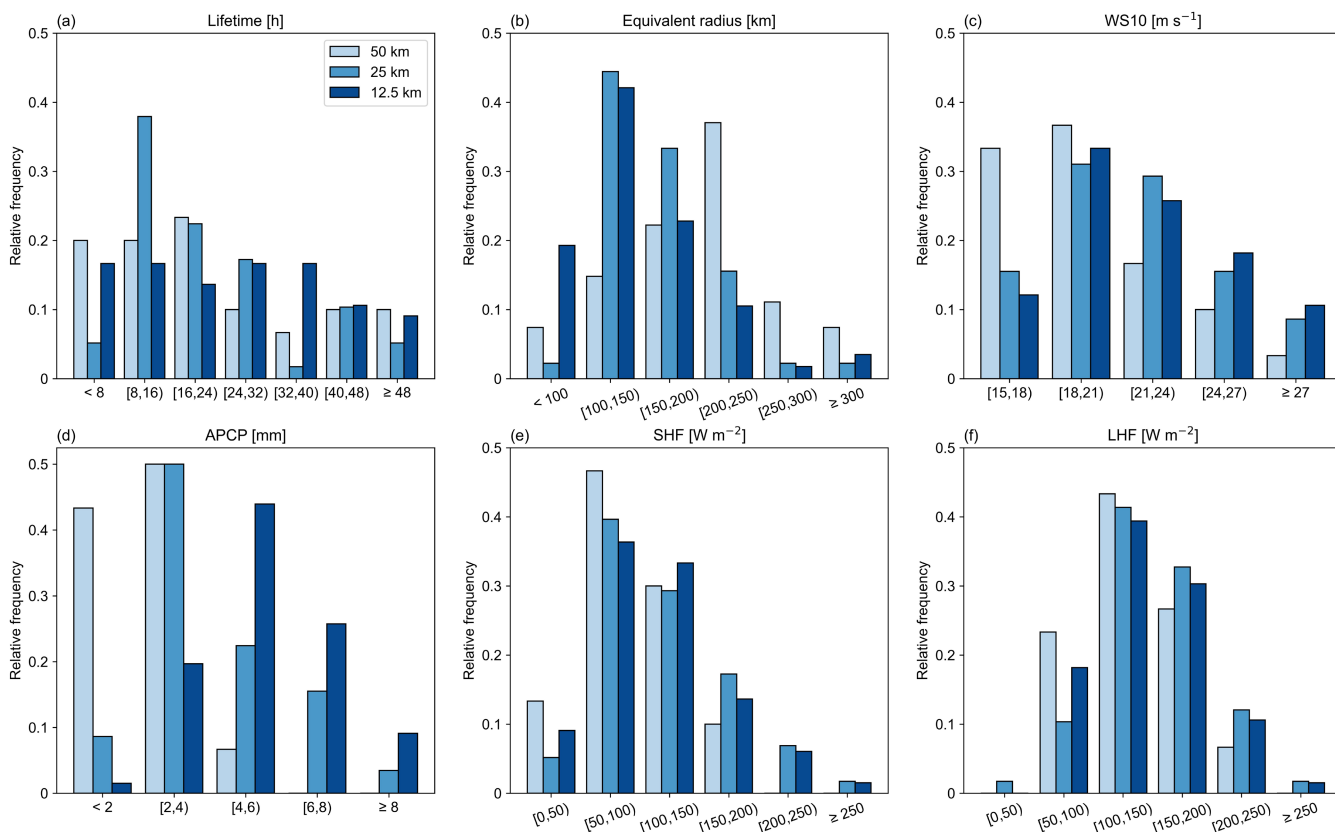 (a) Lifetime [h]
0.5
0.4
0.3
0.2
0.1
0
Relative frequency
50 km
25 km
12.5 km
< 8 [8,16) [16,24) [24,32) [32,40) [40,48) ≥ 48
(b) Equivalent radius [km]
0.5
0.4
0.3
0.2
0.1
0
Relative frequency
< 100 [100,150) [150,200) [200,250) [250,300) ≥ 300
(c) WS10 [m s⁻¹]
0.5
0.4
0.3
0.2
0.1
0
Relative frequency
[15,18) [18,21) [21,24) [24,27) ≥ 27
(d) APCP [mm]
0.5
0.4
0.3
0.2
0.1
0
Relative frequency
< 2 [2,4) [4,6) [6,8) ≥ 8
(e) SHF [W m⁻²]
0.5
0.4
0.3
0.2
0.1
0
Relative frequency
[0,50) [50,100) [100,150) [150,200) [200,250) ≥ 250
(f) LHF [W m⁻²]
0.5
0.4
0.3
0.2
0.1
0
Relative frequency
[0,50) [50,100) [100,150) [150,200) [200,250) ≥ 250